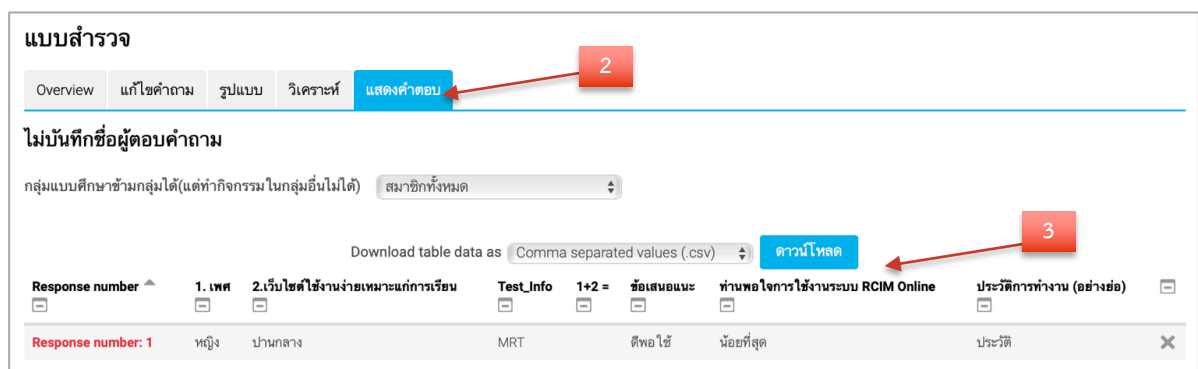 แบบสำรวจ
2
Overview แก้ไขคำถาม รูปแบบ วิเคราะห์ แสดงคำตอบ
ไม่บันทึกชื่อผู้ตอบคำถาม
กลุ่มแบบศึกษาข้ามกลุ่มได้(แต่ทำกิจกรรมในกลุ่มอื่นไม่ได้) สมาชิกทั้งหมด
3
Download table data as Comma separated values (.csv) ดาวน์โหลด
Response number 1. เพศ 2.เว็บไซต์ใช้งานง่ายเหมาะแก่การเรียน Test_Info 1+2 = ข้อเสนอแนะ ท่านพอใจการใช้งานระบบ RCIM Online ประวัติการทำงาน (อย่างย่อ)
Response number: 1 หญิง ปานกลาง MRT ดีพอใช้ น้อยที่สุด ประวัติ